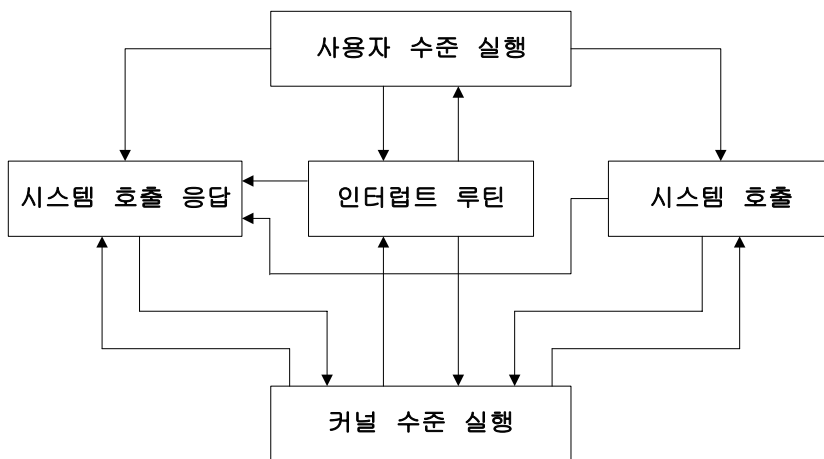 사용자 수준 실행
시스템 호출 응답
인터럽트 루틴
시스템 호출
커널 수준 실행